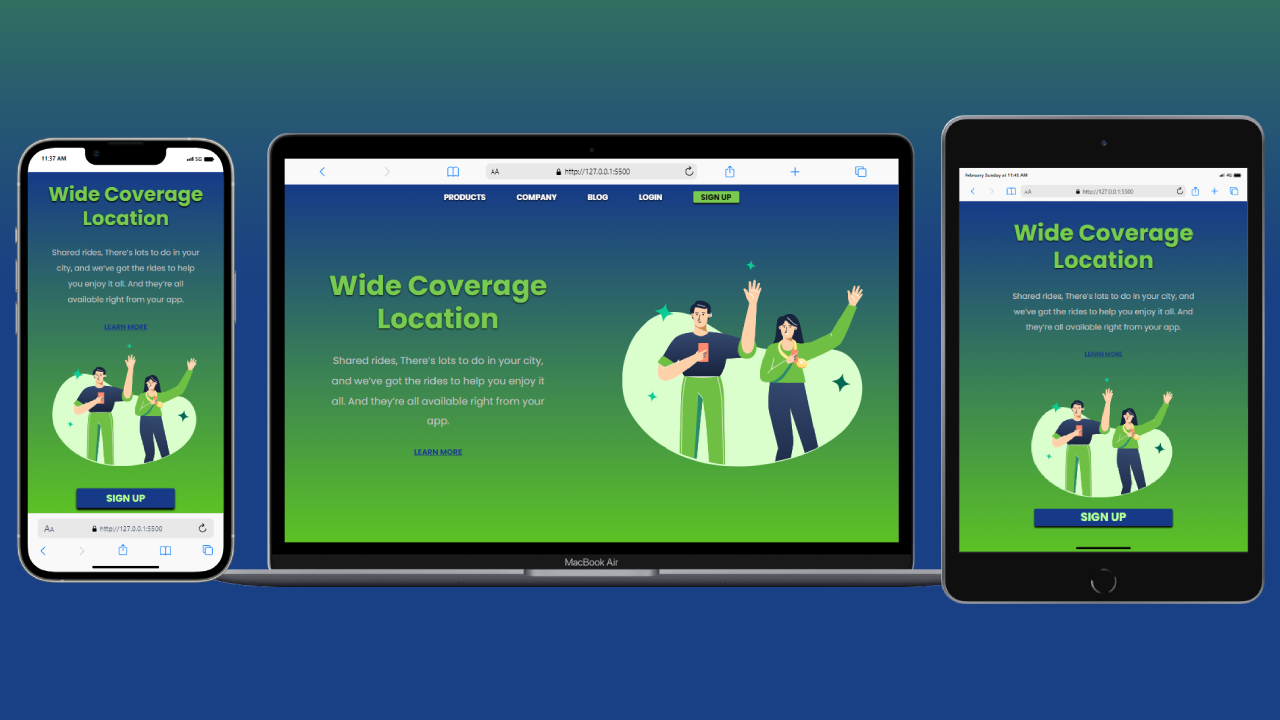 11:37 AM
5G
Wide Coverage
Location
Shared rides, There's lots to do in your
city, and we've got the rides to help
you enjoy it all. And they're all
available right from your app.
LEARN MORE
SIGN UP
AA
http://127.0.0.1:5500
AA
http://127.0.0.1:5500
PRODUCTS
COMPANY
BLOG
LOGIN
SIGN UP
Wide Coverage
Location
Shared rides, There's lots to do in your city,
and we've got the rides to help you enjoy it
all. And they're all available right from your
app.
LEARN MORE
MacBook Air
February Sunday at 11:45 AM
4G
AA
http://127.0.0.1:5500
Wide Coverage
Location
Shared rides, There's lots to do in your city, and
we've got the rides to help you enjoy it all. And
they're all available right from your app.
LEARN MORE
SIGN UP